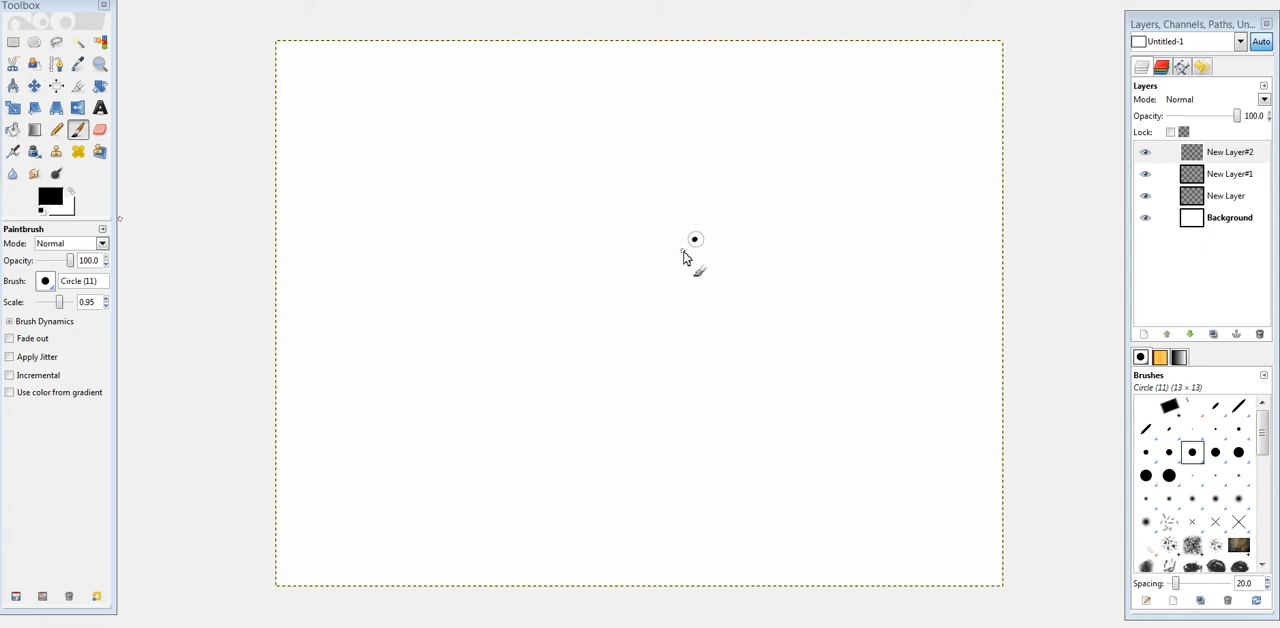 Toolbox
Paintbrush
Mode: Normal
Opacity: 100.0
Brush: Circle (11)
Scale: 0.95
Brush Dynamics
Fade out
Apply Jitter
Incremental
Use color from gradient
Layers, Channels, Paths, Un...
Untitled-1 Auto
Layers
Mode: Normal
Opacity: 100.0
Lock:
New Layer#2
New Layer#1
New Layer
Background
Brushes
Circle (11) (13 × 13)
Spacing: 20.0